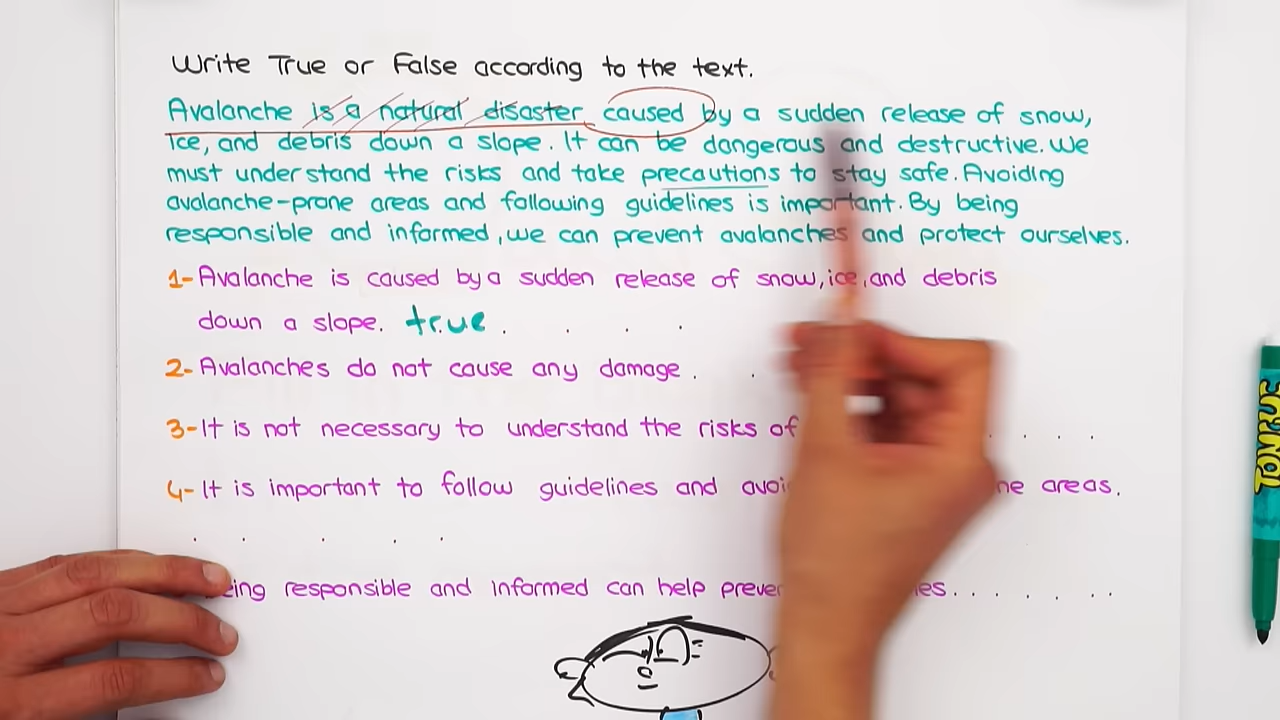 Write True or False according to the text.
Avalanche is a natural disaster caused by a sudden release of snow,
ice, and debris down a slope. It can be dangerous and destructive. We
must understand the risks and take precautions to stay safe. Avoiding
avalanche-prone areas and following guidelines is important. By being
responsible and informed, we can prevent avalanches and protect ourselves.
1- Avalanche is caused by a sudden release of snow, ice, and debris
down a slope. true. . . .
2- Avalanches do not cause any damage. .
3- It is not necessary to understand the risks of . . . .
4- It is important to follow guidelines and areas.
. . . . .
responsible and informed can help . . . . . .